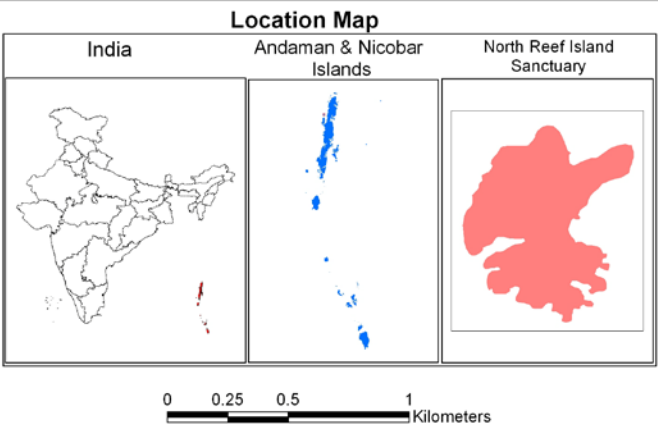 Location Map
India
Andaman & Nicobar
Islands
North Reef Island
Sanctuary
0 0.25 0.5 1
Kilometers